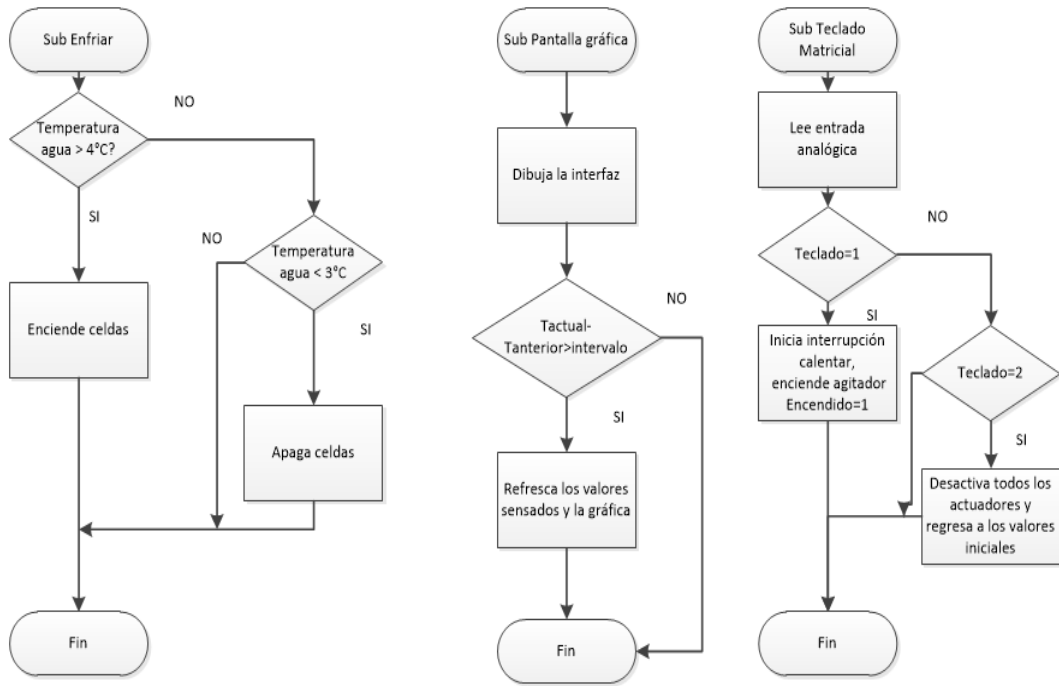 Sub Enfriar
NO
Temperatura
agua > 4°C?
SI
NO
Temperatura
agua < 3°C
Enciende celdas
SI
Apaga celdas
Fin
Sub Pantalla gráfica
Dibuja la interfaz
NO
Tactual-
Tanterior>intervalo
SI
Refresca los valores
sensados y la gráfica
Fin
Sub Teclado
Matricial
Lee entrada
analógica
NO
Teclado=1
SI
Inicia interrupción
calentar,
enciende agitador
Encendido=1
Teclado=2
SI
Desactiva todos los
actuadores y
regresa a los valores
iniciales
Fin